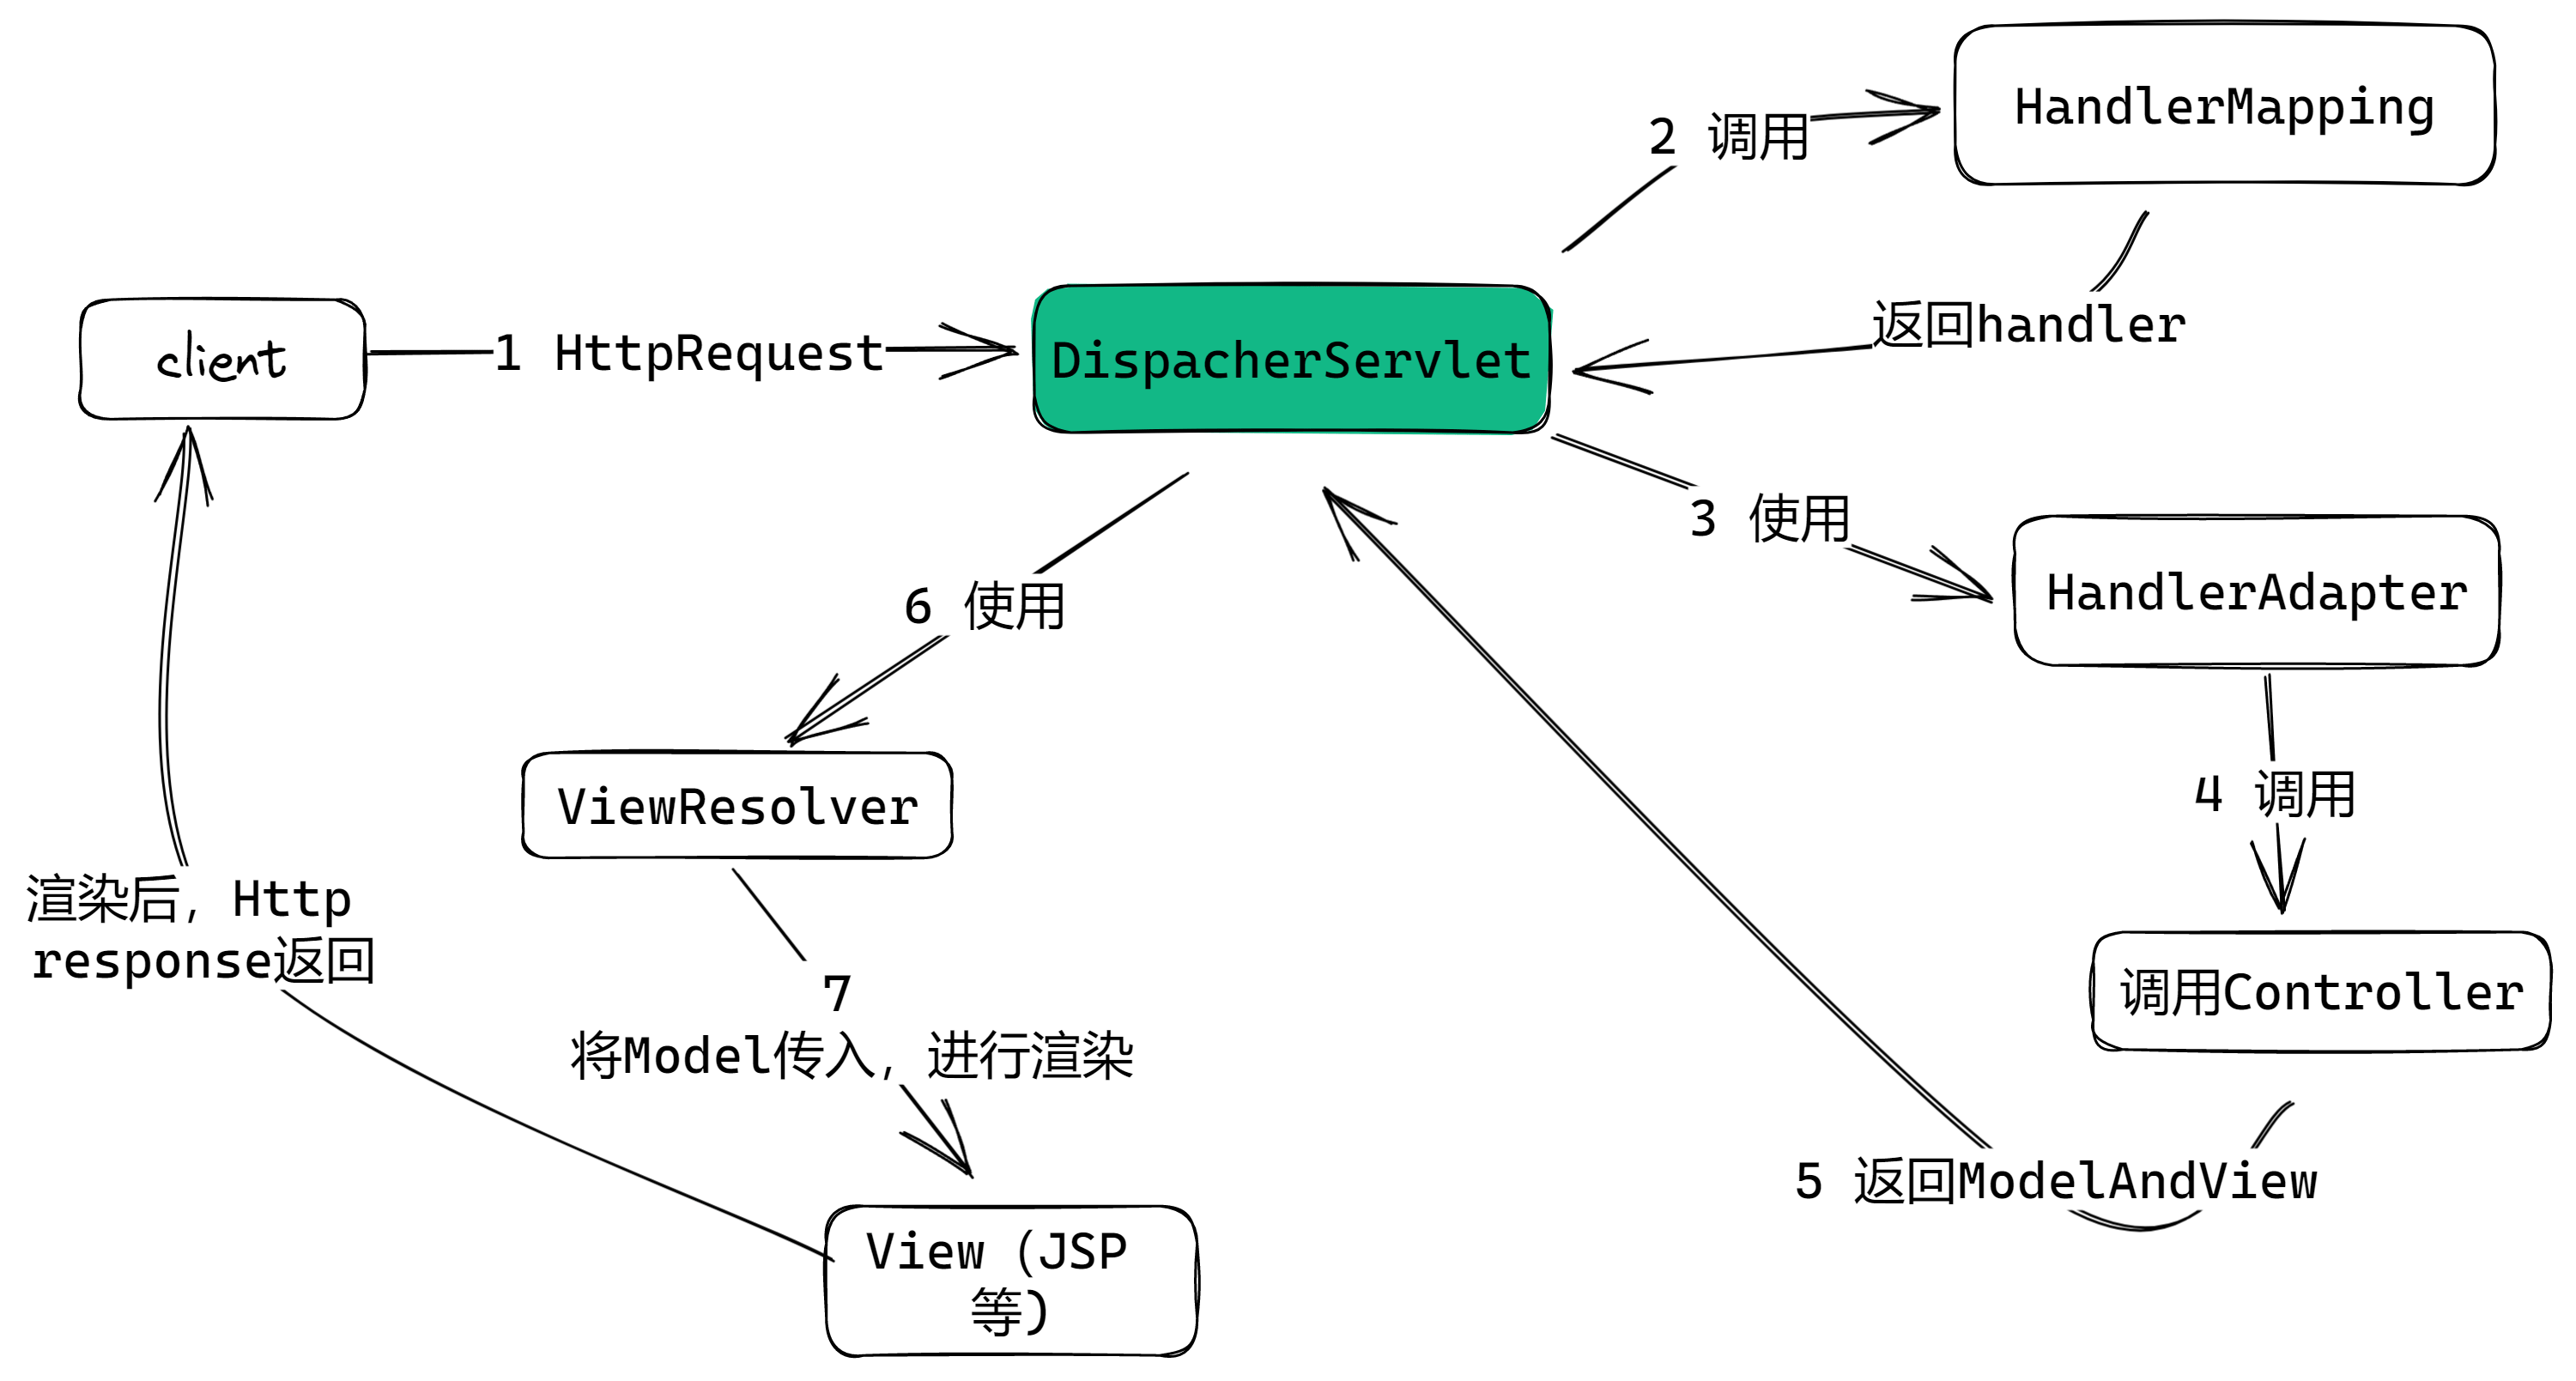 HandlerMapping
2 调用
返回handler
client
1 HttpRequest
DispacherServlet
3 使用
HandlerAdapter
6 使用
4 调用
ViewResolver
渲染后，Http
response返回
7
将Model传入，进行渲染
调用Controller
5 返回ModelAndView
View（JSP
等）